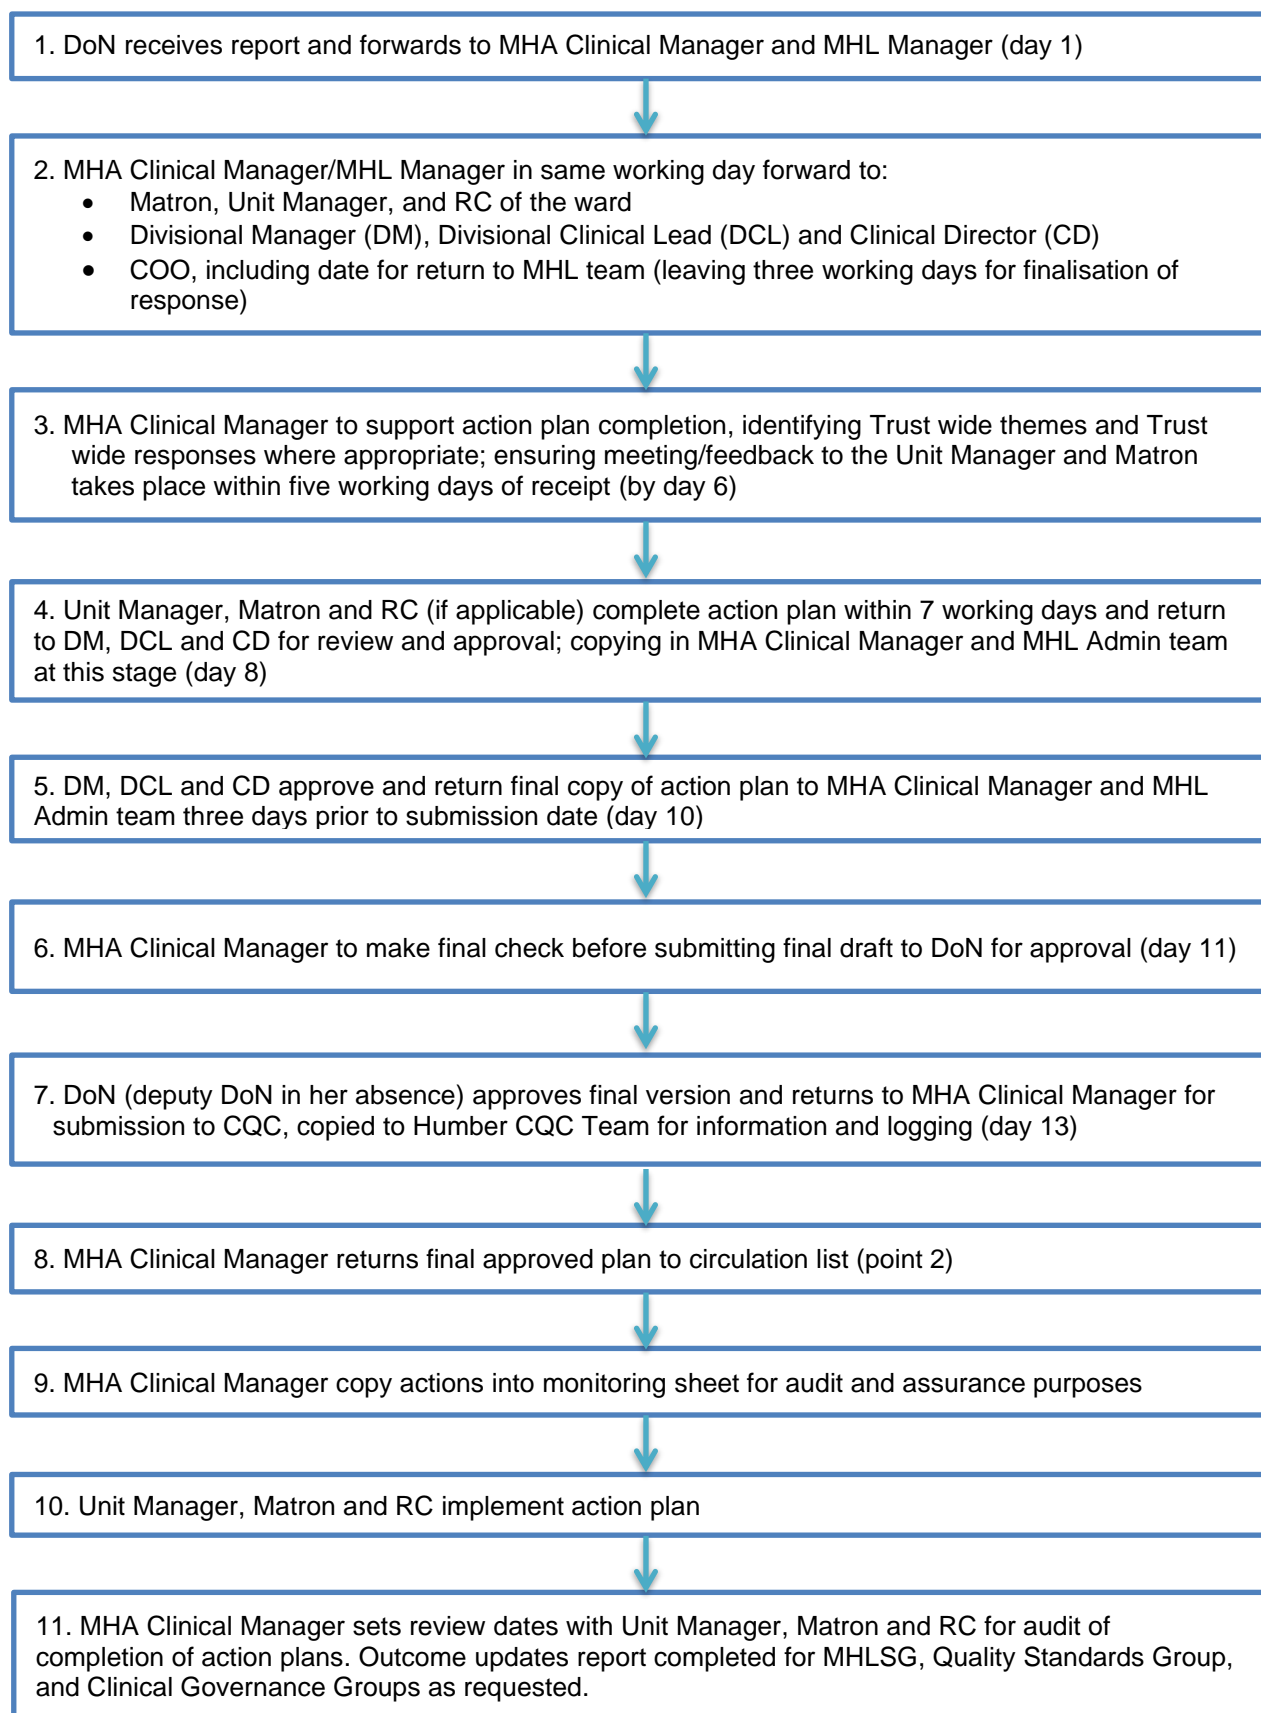 1. DoN receives report and forwards to MHA Clinical Manager and MHL Manager (day 1)
2. MHA Clinical Manager/MHL Manager in same working day forward to:
• Matron, Unit Manager, and RC of the ward
• Divisional Manager (DM), Divisional Clinical Lead (DCL) and Clinical Director (CD)
• COO, including date for return to MHL team (leaving three working days for finalisation of
response)
3. MHA Clinical Manager to support action plan completion, identifying Trust wide themes and Trust
wide responses where appropriate; ensuring meeting/feedback to the Unit Manager and Matron
takes place within five working days of receipt (by day 6)
4. Unit Manager, Matron and RC (if applicable) complete action plan within 7 working days and return
to DM, DCL and CD for review and approval; copying in MHA Clinical Manager and MHL Admin team
at this stage (day 8)
5. DM, DCL and CD approve and return final copy of action plan to MHA Clinical Manager and MHL
Admin team three days prior to submission date (day 10)
6. MHA Clinical Manager to make final check before submitting final draft to DoN for approval (day 11)
7. DoN (deputy DoN in her absence) approves final version and returns to MHA Clinical Manager for
submission to CQC, copied to Humber CQC Team for information and logging (day 13)
8. MHA Clinical Manager returns final approved plan to circulation list (point 2)
9. MHA Clinical Manager copy actions into monitoring sheet for audit and assurance purposes
10. Unit Manager, Matron and RC implement action plan
11. MHA Clinical Manager sets review dates with Unit Manager, Matron and RC for audit of
completion of action plans. Outcome updates report completed for MHLSG, Quality Standards Group,
and Clinical Governance Groups as requested.